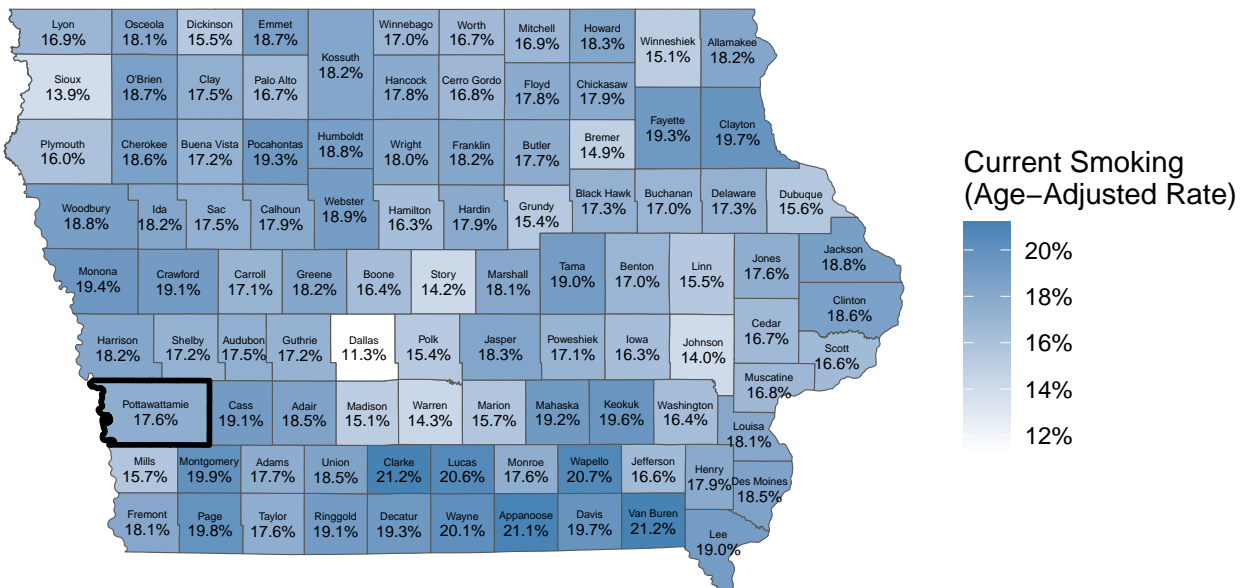 Lyon
16.9%
Osceola
18.1%
Dickinson
15.5%
Emmet
18.7%
Kossuth
18.2%
Winnebago
17.0%
Worth
16.7%
Mitchell
16.9%
Howard
18.3%
Winneshiek
15.1%
Allamakee
18.2%
Sioux
13.9%
O'Brien
18.7%
Clay
17.5%
Palo Alto
16.7%
Hancock
17.8%
Cerro Gordo
16.8%
Floyd
17.8%
Chickasaw
17.9%
Fayette
19.3%
Clayton
19.7%
Plymouth
16.0%
Cherokee
18.6%
Buena Vista
17.2%
Pocahontas
19.3%
Humboldt
18.8%
Wright
18.0%
Franklin
18.2%
Butler
17.7%
Bremer
14.9%
Woodbury
18.8%
Ida
18.2%
Sac
17.5%
Calhoun
17.9%
Webster
18.9%
Hamilton
16.3%
Hardin
17.9%
Grundy
15.4%
Black Hawk
17.3%
Buchanan
17.0%
Delaware
17.3%
Dubuque
15.6%
Monona
19.4%
Crawford
19.1%
Carroll
17.1%
Greene
18.2%
Boone
16.4%
Story
14.2%
Marshall
18.1%
Tama
19.0%
Benton
17.0%
Linn
15.5%
Jones
17.6%
Jackson
18.8%
Clinton
18.6%
Harrison
18.2%
Shelby
17.2%
Audubon
17.5%
Guthrie
17.2%
Dallas
11.3%
Polk
15.4%
Jasper
18.3%
Poweshiek
17.1%
Iowa
16.3%
Johnson
14.0%
Cedar
16.7%
Scott
16.6%
Muscatine
16.8%
Pottawattamie
17.6%
Cass
19.1%
Adair
18.5%
Madison
15.1%
Warren
14.3%
Marion
15.7%
Mahaska
19.2%
Keokuk
19.6%
Washington
16.4%
Louisa
18.1%
Mills
15.7%
Montgomery
19.9%
Adams
17.7%
Union
18.5%
Clarke
21.2%
Lucas
20.6%
Monroe
17.6%
Wapello
20.7%
Jefferson
16.6%
Henry
17.9%
Des Moines
18.5%
Fremont
18.1%
Page
19.8%
Taylor
17.6%
Ringgold
19.1%
Decatur
19.3%
Wayne
20.1%
Appanoose
21.1%
Davis
19.7%
Van Buren
21.2%
Lee
19.0%
Current Smoking
(Age−Adjusted Rate)
20%
18%
16%
14%
12%